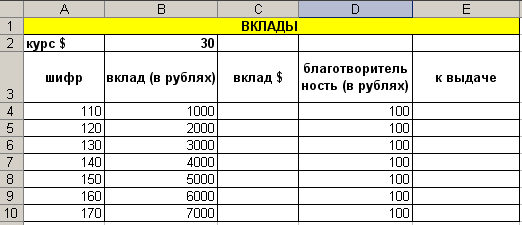 A B C D E
1 ВКЛАДЫ
2 курс $ 30
3 шифр вклад (в рублях) вклад $ благотворитель
ность (в рублях) к выдаче
4 110 1000 100
5 120 2000 100
6 130 3000 100
7 140 4000 100
8 150 5000 100
9 160 6000 100
10 170 7000 100